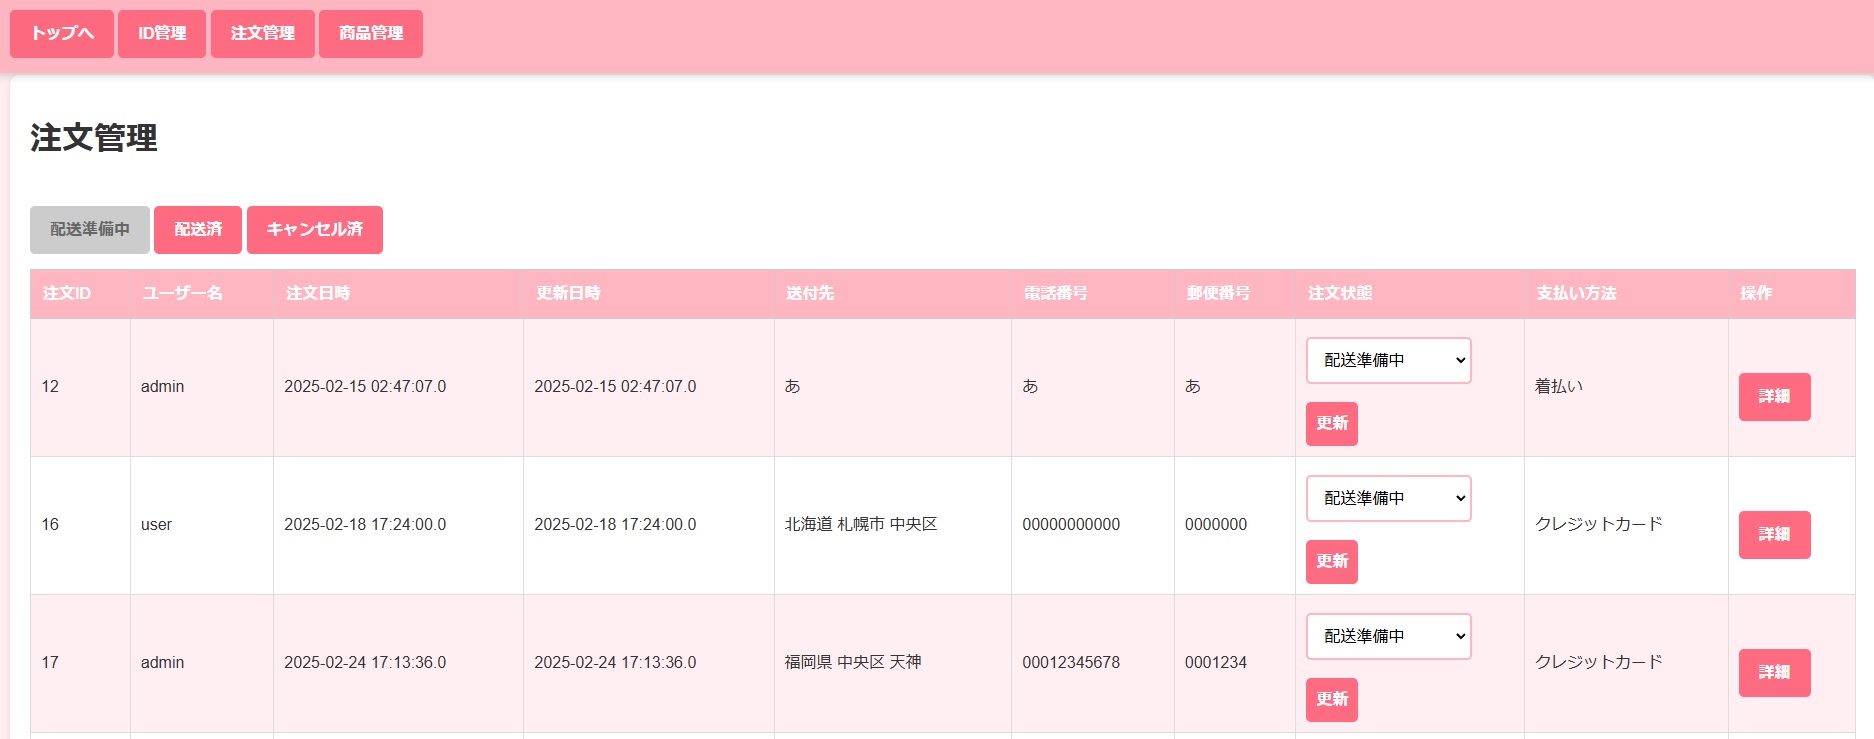 トップへ ID管理 注文管理 商品管理
注文管理
配送準備中 配送済 キャンセル済
注文ID ユーザー名 注文日時 更新日時 送付先 電話番号 郵便番号 注文状態 支払い方法 操作
12 admin 2025-02-15 02:47:07.0 2025-02-15 02:47:07.0 あ あ あ 配送準備中 着払い 詳細
更新
16 user 2025-02-18 17:24:00.0 2025-02-18 17:24:00.0 北海道 札幌市 中央区 00000000000 0000000 配送準備中 クレジットカード 詳細
更新
17 admin 2025-02-24 17:13:36.0 2025-02-24 17:13:36.0 福岡県 中央区 天神 00012345678 0001234 配送準備中 クレジットカード 詳細
更新